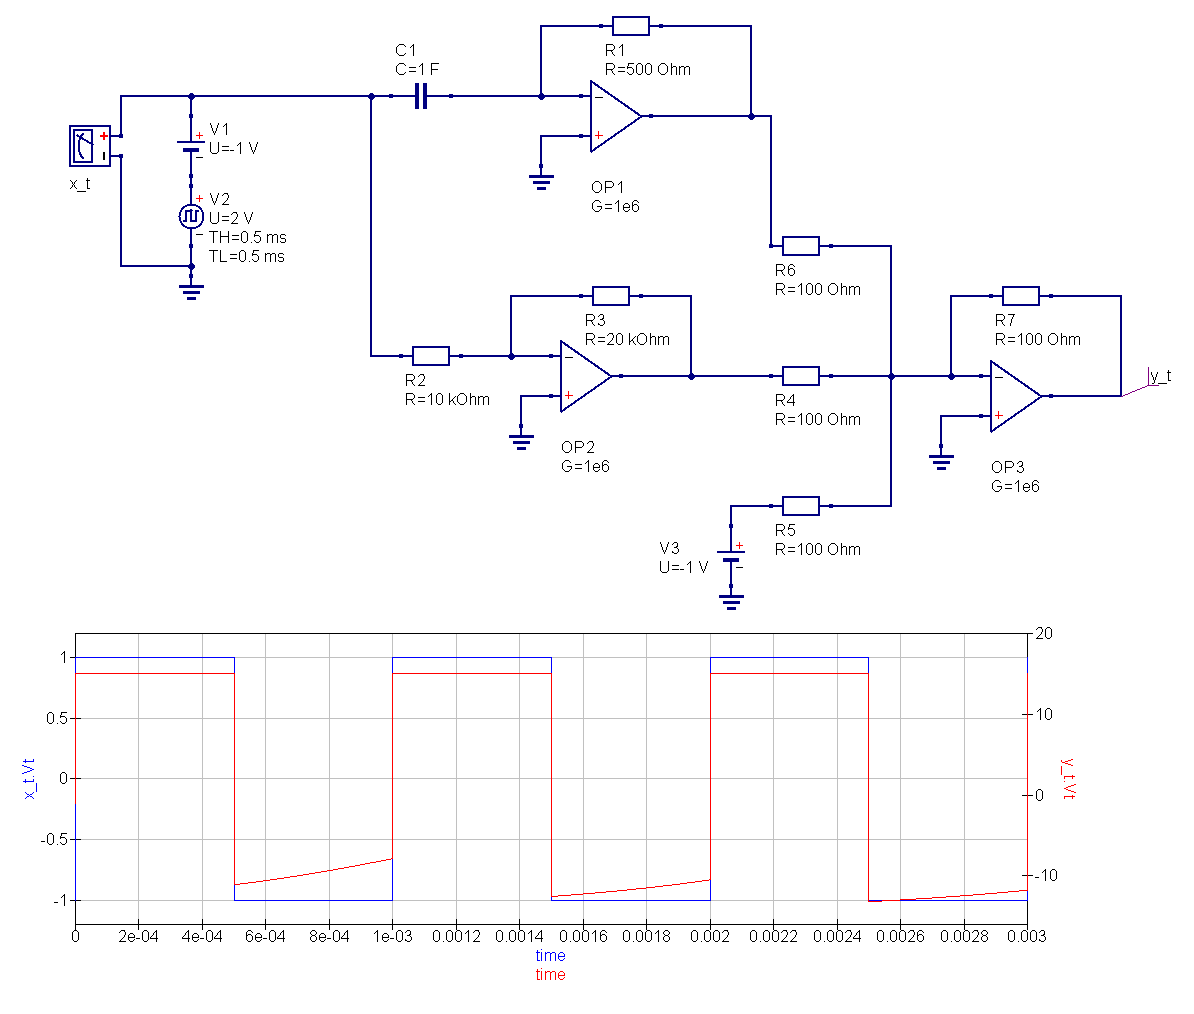 C1
C=1 F
R1
R=500 Ohm
x_t
V1
U=-1 V
V2
U=2 V
TH=0.5 ms
TL=0.5 ms
OP1
G=1e6
R6
R=100 Ohm
R3
R=20 kOhm
R2
R=10 kOhm
OP2
G=1e6
R4
R=100 Ohm
R7
R=100 Ohm
y_t
OP3
G=1e6
V3
U=-1 V
R5
R=100 Ohm
1
0.5
0
-0.5
-1
x_t.Vt
20
10
0
-10
y_t.Vt
0 2e-04 4e-04 6e-04 8e-04 1e-03 0.0012 0.0014 0.0016 0.0018 0.002 0.0022 0.0024 0.0026 0.0028 0.003
time
time